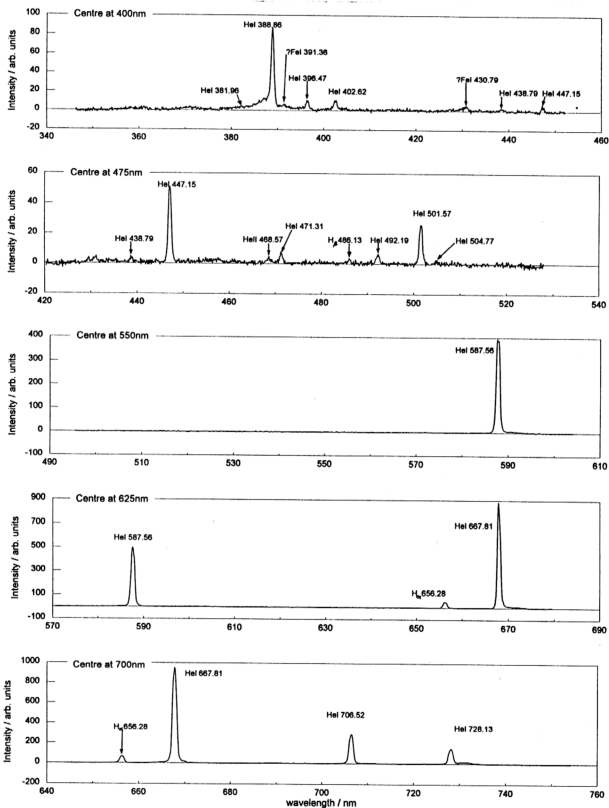 Centre at 400nm
HeI 388.86
?FeI 391.36
HeI 396.47
HeI 381.96
HeI 402.62
?FeI 430.79
HeI 438.79
HeI 447.15
Intensity / arb. units
100
80
60
40
20
0
-20
340
360
380
400
420
440
460
Centre at 475nm
HeI 447.15
HeI 438.79
HeII 468.57
HeI 471.31
Hβ 486.13
HeI 492.19
HeI 501.57
HeI 504.77
Intensity / arb. units
60
40
20
0
20
420
440
460
480
500
520
540
Centre at 550nm
HeI 587.56
Intensity / arb. units
400
300
200
100
0
-100
490
510
530
550
570
590
610
Centre at 625nm
HeI 587.56
Hα 656.28
HeI 667.81
Intensity / arb. units
900
700
500
300
100
-100
570
590
610
630
650
670
690
Centre at 700nm
HeI 667.81
Hα 656.28
HeI 706.52
HeI 728.13
Intensity / arb. units
1000
800
600
400
200
0
-200
640
660
680
700
720
740
760
wavelength / nm